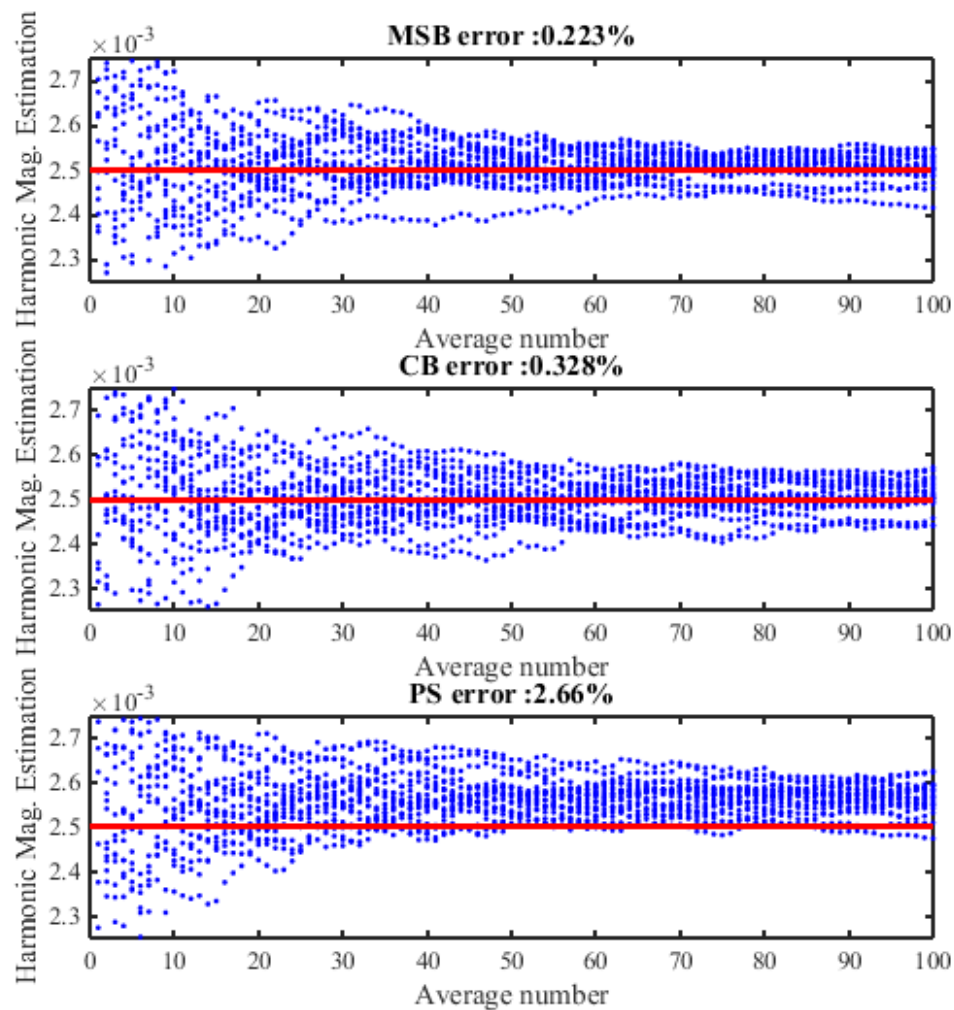 MSB error :0.223%
×10-3
Harmonic Mag. Estimation
2.7
2.6
2.5
2.4
2.3
0 10 20 30 40 50 60 70 80 90 100
Average number
CB error :0.328%
×10-3
Harmonic Mag. Estimation
2.7
2.6
2.5
2.4
2.3
0 10 20 30 40 50 60 70 80 90 100
Average number
PS error :2.66%
×10-3
Harmonic Mag. Estimation
2.7
2.6
2.5
2.4
2.3
0 10 20 30 40 50 60 70 80 90 100
Average number